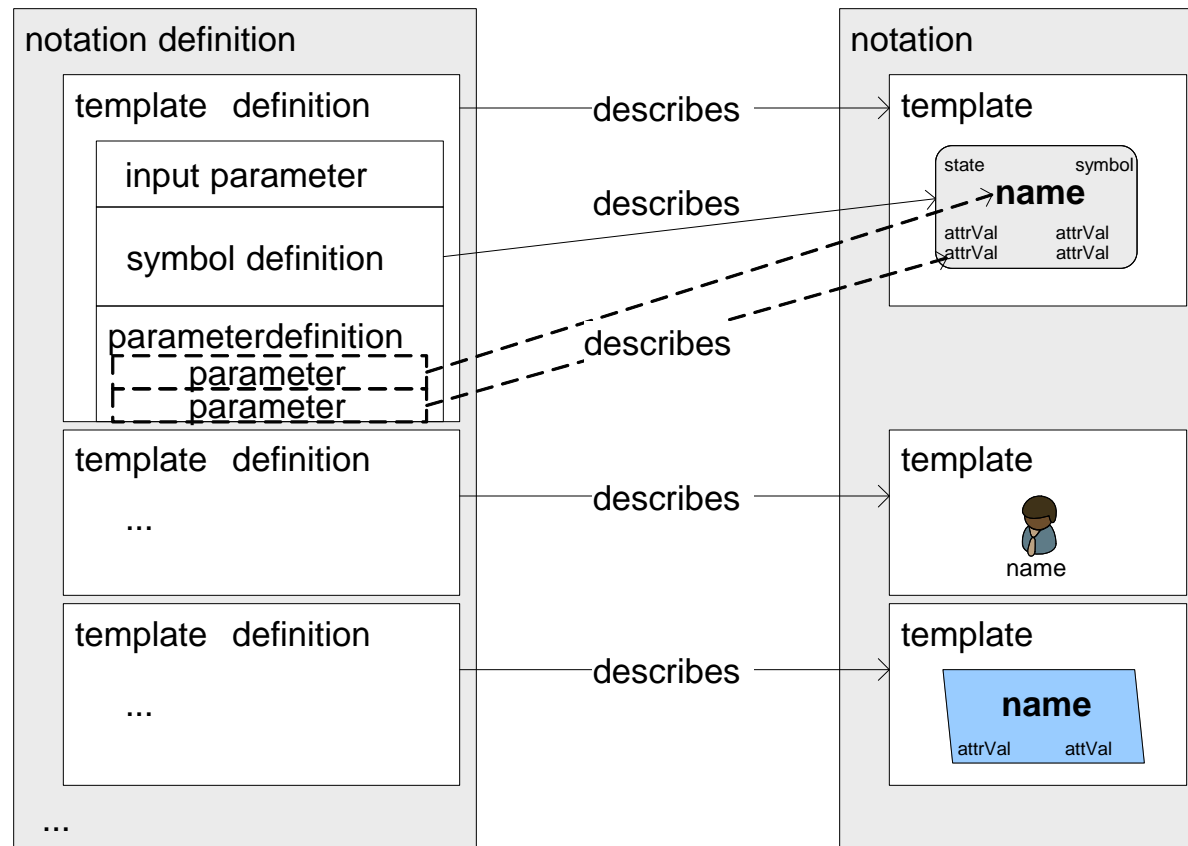 notation definition
notation
template definition
describes
template
input parameter
state symbol
name
describes
attrVal attrVal
attrVal attrVal
symbol definition
parameterdefinition
describes
parameter
parameter
template definition
template
...
describes
name
template definition
template
describes
...
name
attrVal attVal
...